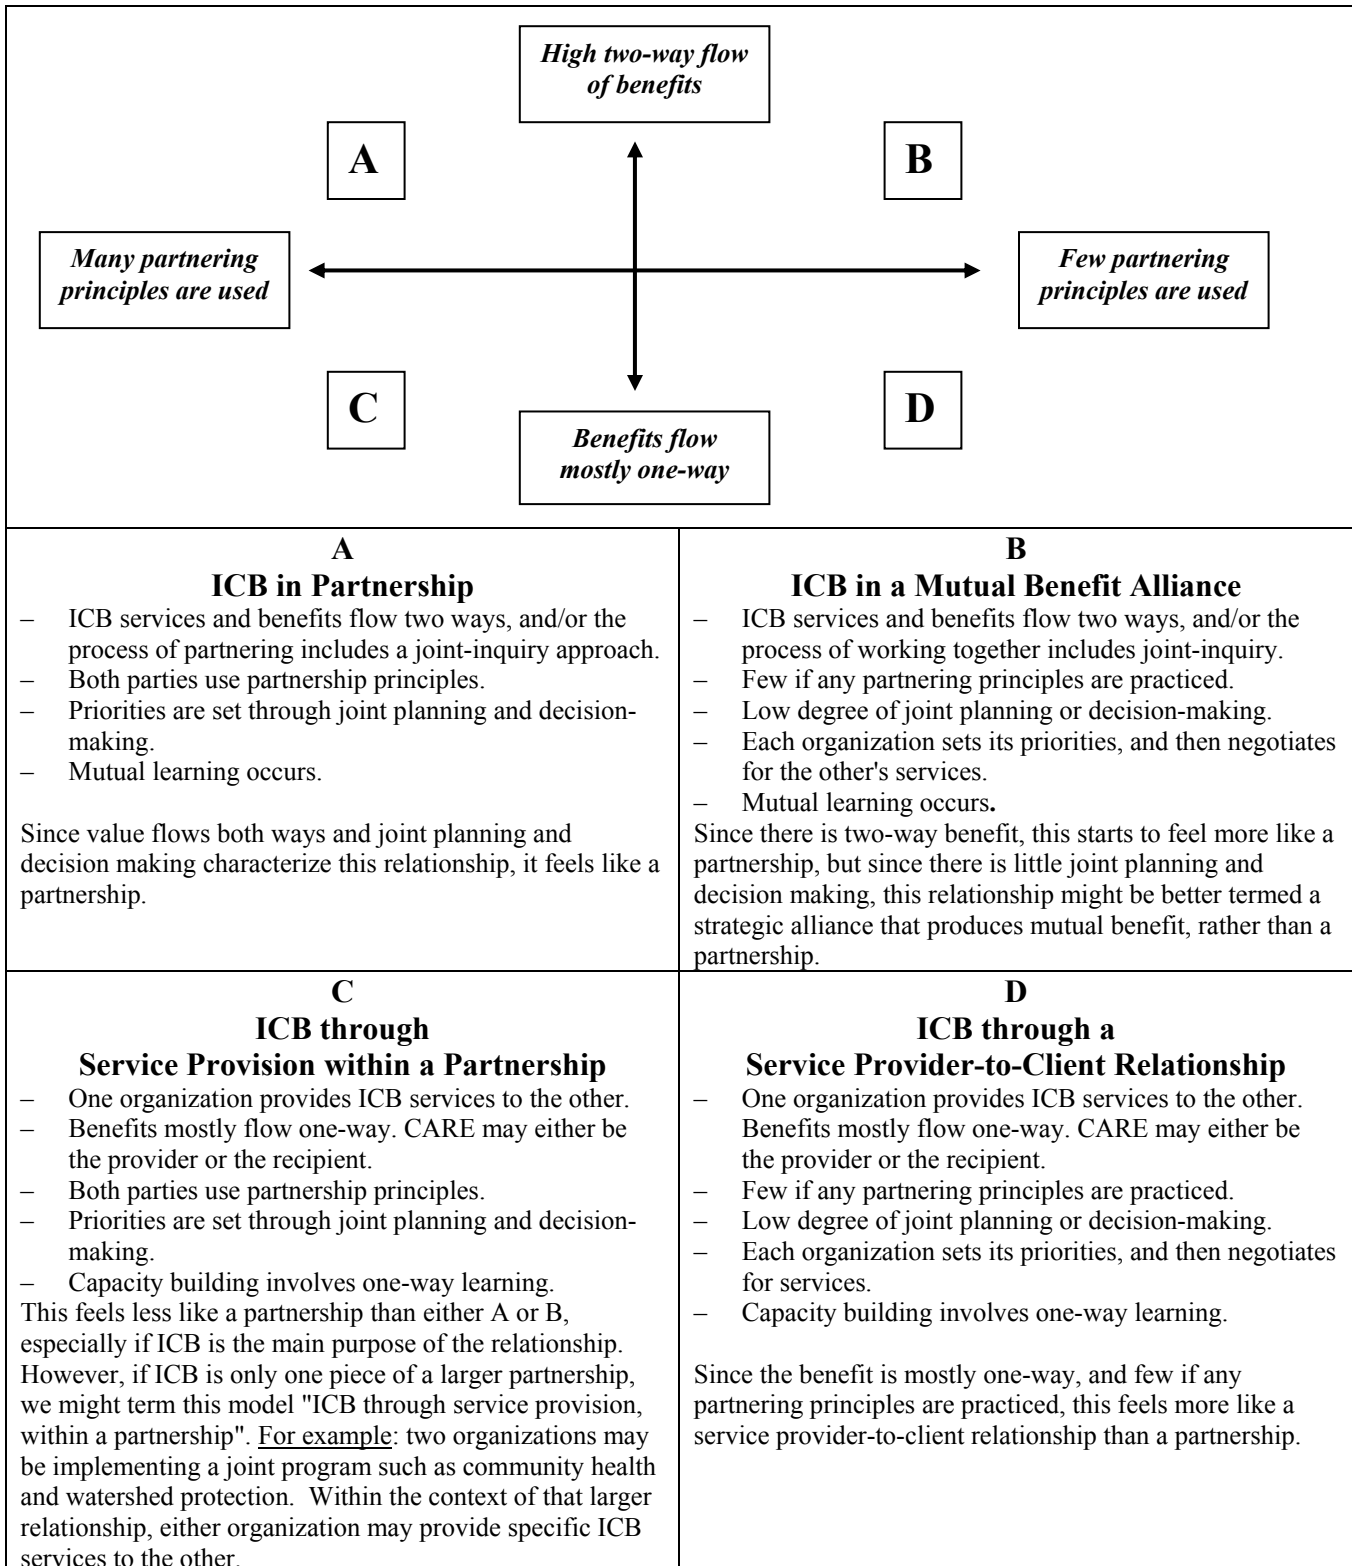 High two-way flow
of benefits
A
B
Many partnering
principles are used
Few partnering
principles are used
C
D
Benefits flow
mostly one-way
A
ICB in Partnership
– ICB services and benefits flow two ways, and/or the
process of partnering includes a joint-inquiry approach.
– Both parties use partnership principles.
– Priorities are set through joint planning and decision-
making.
– Mutual learning occurs.
Since value flows both ways and joint planning and
decision making characterize this relationship, it feels like a
partnership.
B
ICB in a Mutual Benefit Alliance
– ICB services and benefits flow two ways, and/or the
process of working together includes joint-inquiry.
– Few if any partnering principles are practiced.
– Low degree of joint planning or decision-making.
– Each organization sets its priorities, and then negotiates
for the other's services.
– Mutual learning occurs.
Since there is two-way benefit, this starts to feel more like a
partnership, but since there is little joint planning and
decision making, this relationship might be better termed a
strategic alliance that produces mutual benefit, rather than a
partnership.
C
ICB through
Service Provision within a Partnership
– One organization provides ICB services to the other.
– Benefits mostly flow one-way. CARE may either be
the provider or the recipient.
– Both parties use partnership principles.
– Priorities are set through joint planning and decision-
making.
– Capacity building involves one-way learning.
This feels less like a partnership than either A or B,
especially if ICB is the main purpose of the relationship.
However, if ICB is only one piece of a larger partnership,
we might term this model "ICB through service provision,
within a partnership". For example: two organizations may
be implementing a joint program such as community health
and watershed protection. Within the context of that larger
relationship, either organization may provide specific ICB
services to the other.
D
ICB through a
Service Provider-to-Client Relationship
– One organization provides ICB services to the other.
Benefits mostly flow one-way. CARE may either be
the provider or the recipient.
– Few if any partnering principles are practiced.
– Low degree of joint planning or decision-making.
– Each organization sets its priorities, and then negotiates
for services.
– Capacity building involves one-way learning.
Since the benefit is mostly one-way, and few if any
partnering principles are practiced, this feels more like a
service provider-to-client relationship than a partnership.